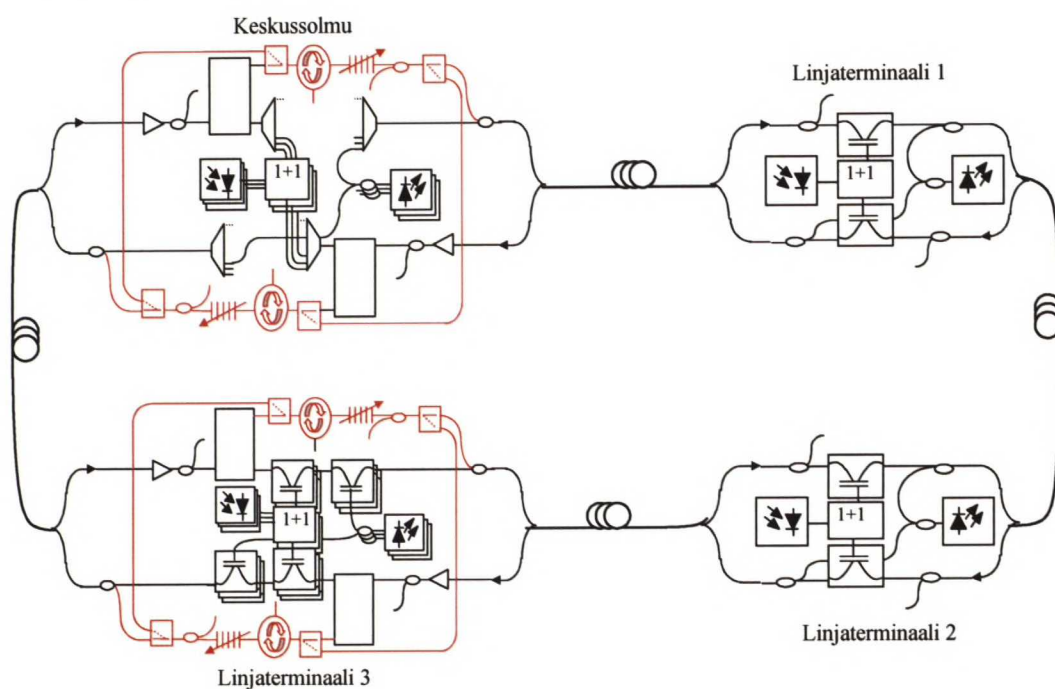 Keskussolmu
Linjaterminaali 1
1+1
1+1
1+1
1+1
Linjaterminaali 2
Linjaterminaali 3